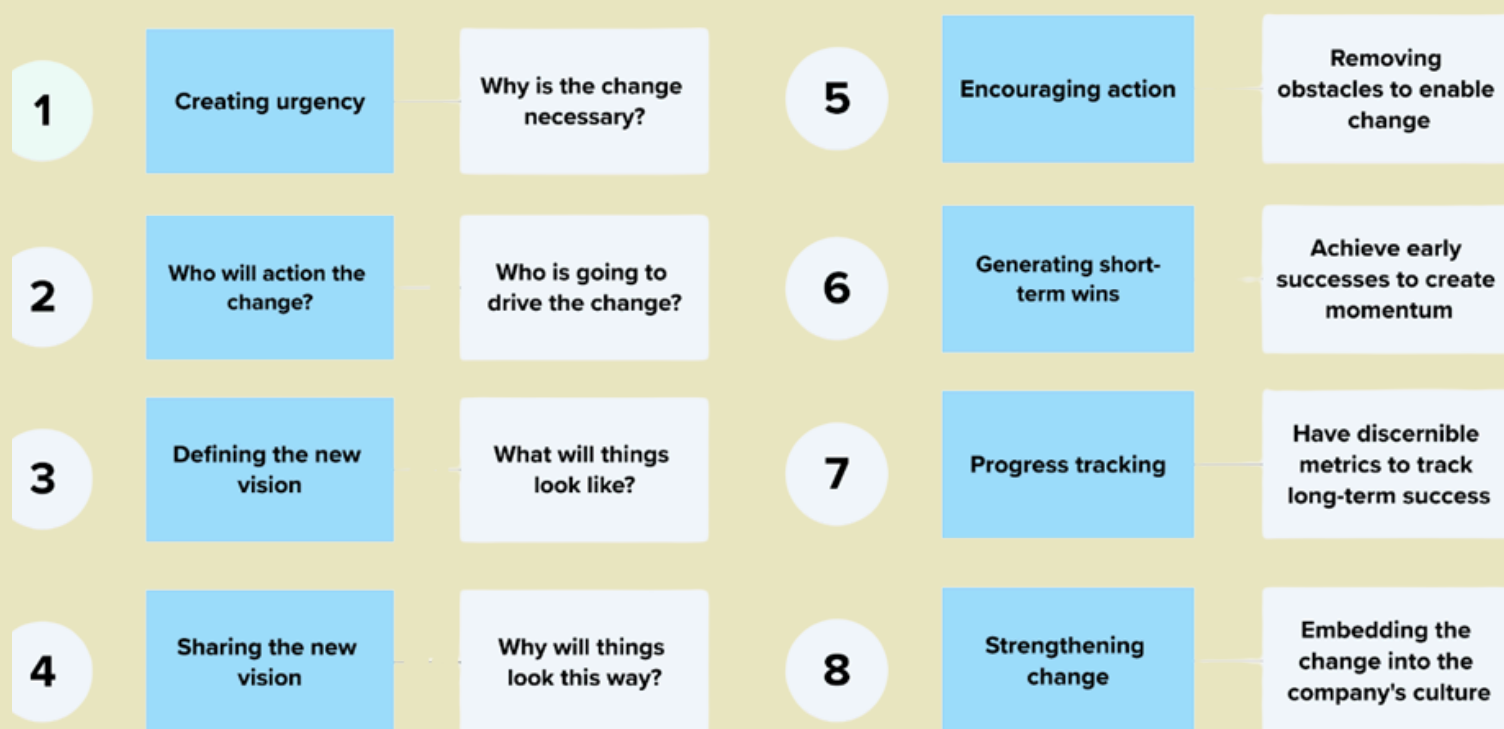 1
Creating urgency
Why is the change
necessary?
2
Who will action the
change?
Who is going to
drive the change?
3
Defining the new
vision
What will things
look like?
4
Sharing the new
vision
Why will things
look this way?
5
Encouraging action
Removing
obstacles to enable
change
6
Generating short-
term wins
Achieve early
successes to create
momentum
7
Progress tracking
Have discernible
metrics to track
long-term success
8
Strengthening
change
Embedding the
change into the
company's culture